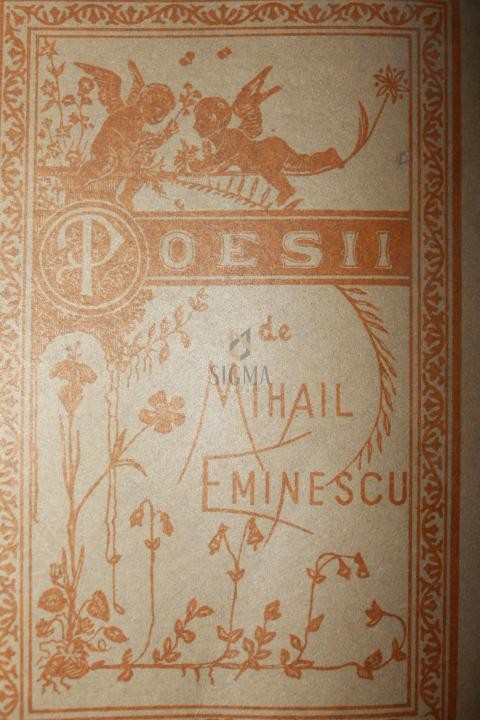 POESII
de
SIGMA
MIHAIL
EMINESCU